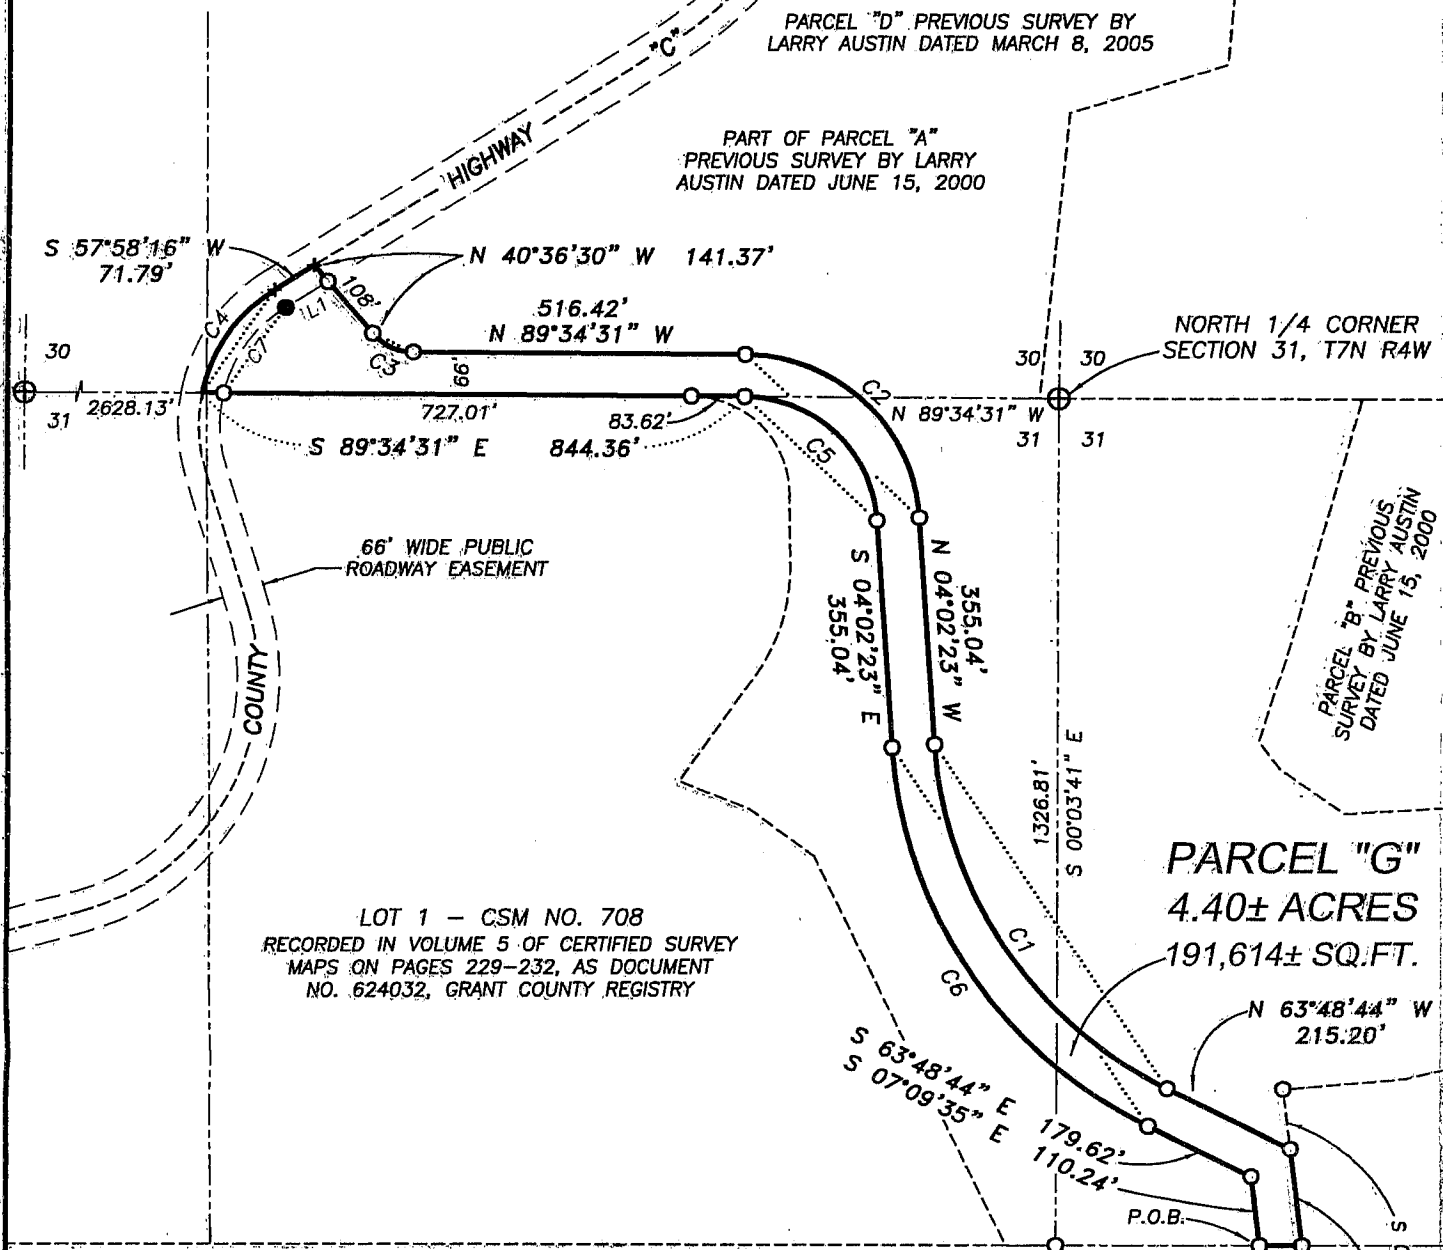 PARCEL "D" PREVIOUS SURVEY BY
LARRY AUSTIN DATED MARCH 8, 2005
"C"
HIGHWAY
PART OF PARCEL "A"
PREVIOUS SURVEY BY LARRY
AUSTIN DATED JUNE 15, 2000
S 57°58'16" W
71.79'
N 40°36'30" W 141.37'
108'
L1
C4
C7
C3
516.42'
N 89°34'31" W
66'
NORTH 1/4 CORNER
SECTION 31, T7N R4W
30
31
30
30
31
31
2628.13'
727.01'
83.62'
C2
N 89°34'31" W
S 89°34'31" E 844.36'
C5
66' WIDE PUBLIC
ROADWAY EASEMENT
COUNTY
S 04°02'23" E
355.04'
355.04'
N 04°02'23" W
PARCEL "B" PREVIOUS
SURVEY BY LARRY AUSTIN
DATED JUNE 15, 2000
1326.81'
S 00°03'41" E
PARCEL "G"
4.40± ACRES
191,614± SQ.FT.
LOT 1 – CSM NO. 708
RECORDED IN VOLUME 5 OF CERTIFIED SURVEY
MAPS ON PAGES 229–232, AS DOCUMENT
NO. 624032, GRANT COUNTY REGISTRY
C1
C6
N 63°48'44" W
215.20'
S 63°48'44" E 179.62'
S 07°09'35" E 110.24'
P.O.B.
S